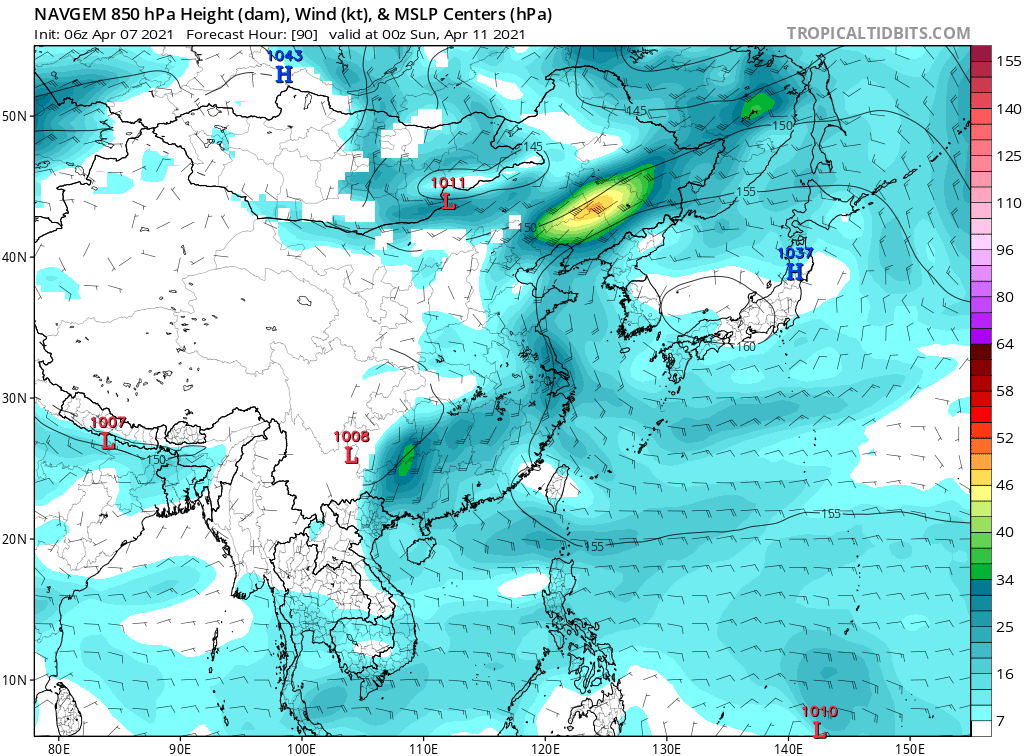 NAVGEM 850 hPa Height (dam), Wind (kt), & MSLP Centers (hPa)
Init: 06z Apr 07 2021 Forecast Hour: [90] valid at 00z Sun, Apr 11 2021
TROPICALTIDBITS.COM
1043
H
155
50N
145
150
140
145
125
1011
L
155
110
150
40N
1037
H
96
80
160
64
30N
58
1007
L
1008
L
52
150
46
155
20N
155
40
34
25
10N
16
1010
L
7
80E
90E
100E
110E
120E
130E
140E
150E